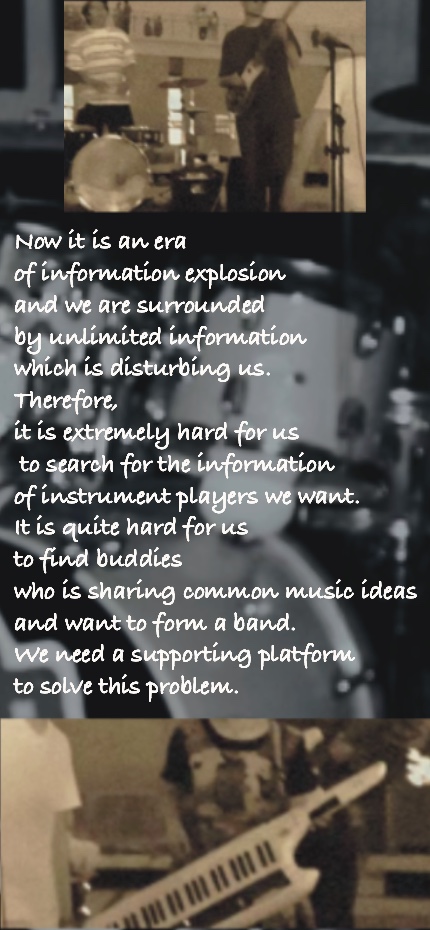 Now it is an era
of information explosion
and we are surrounded
by unlimited information
which is disturbing us.
Therefore,
it is extremely hard for us
to search for the information
of instrument players we want.
It is quite hard for us
to find buddies
who is sharing common music ideas
and want to form a band.
We need a supporting platform
to solve this problem.